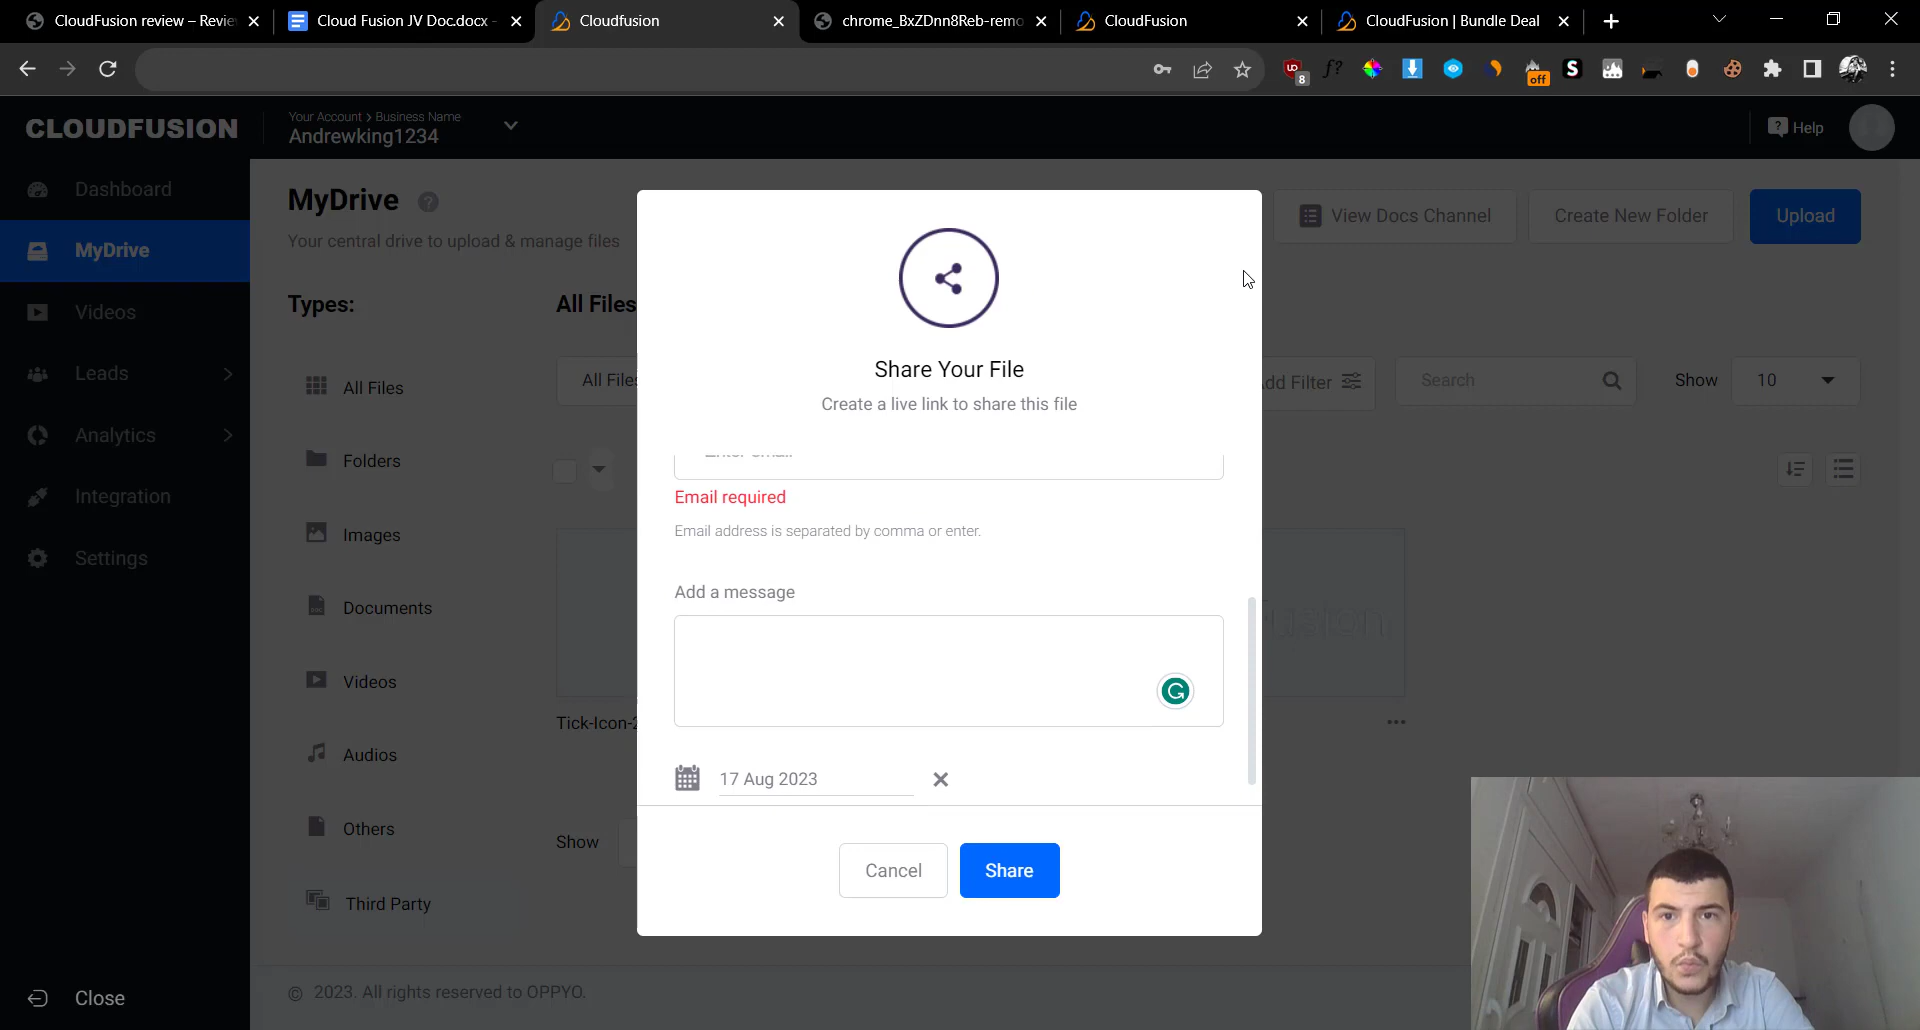 CloudFusion review – Revie
Cloud Fusion JV Doc.docx -
Cloudfusion
chrome_BxZDnn8Reb-remo
CloudFusion
CloudFusion | Bundle Deal
8
f?
off
S
CLOUDFUSION
Your Account > Business Name
Andrewking1234
? Help
Dashboard
MyDrive
Videos
Leads
Analytics
Integration
Settings
Close
MyDrive ?
Your central drive to upload & manage files
View Docs Channel
Create New Folder
Upload
Types:
All Files
Folders
Images
Documents
Videos
Audios
Others
Third Party
All Files
All Files
dd Filter
Search
Show 10
Tick-Icon-2
Show
Share Your File
Create a live link to share this file
Enter email
Email required
Email address is separated by comma or enter.
Add a message
17 Aug 2023
Cancel
Share
© 2023. All rights reserved to OPPYO.